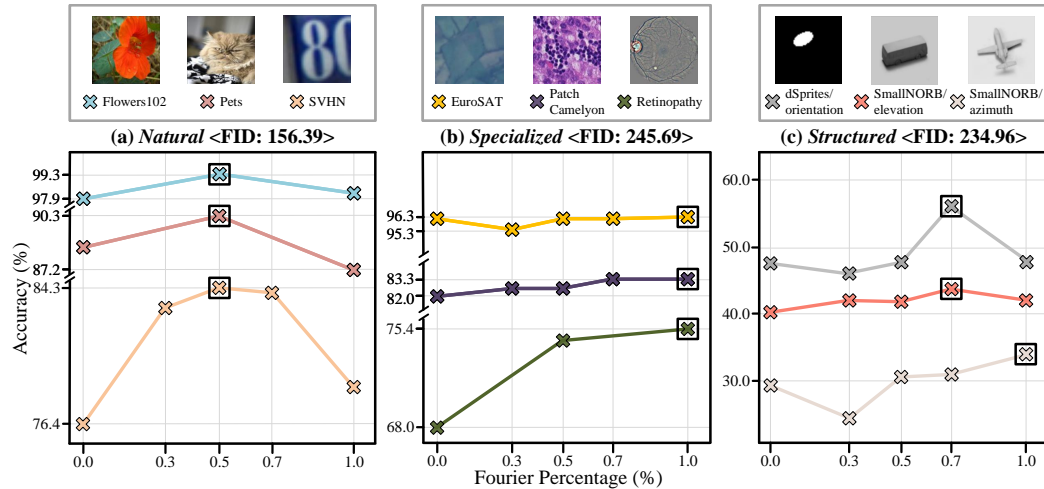 80
Flowers102
Pets
SVHN
EuroSAT
Patch
Camelyon
Retinopathy
dSprites/
orientation
SmallNORB/
elevation
SmallNORB/
azimuth
(a) Natural <FID: 156.39>
(b) Specialized <FID: 245.69>
(c) Structured <FID: 234.96>
Accuracy (%)
99.3
97.9
90.3
87.2
84.3
76.4
0.0
0.3
0.5
0.7
1.0
96.3
95.3
83.3
82.0
75.4
68.0
0.0
0.3
0.5
0.7
1.0
60.0
50.0
40.0
30.0
0.0
0.3
0.5
0.7
1.0
Fourier Percentage (%)